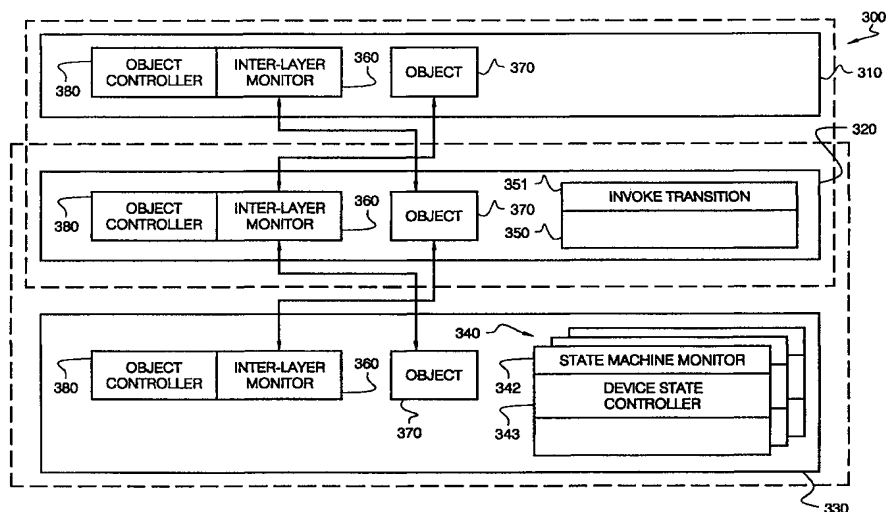 300
OBJECT
CONTROLLER
INTER-LAYER
MONITOR
360
OBJECT
370
380
310
320
OBJECT
CONTROLLER
INTER-LAYER
MONITOR
360
OBJECT
370
380
351
INVOKE TRANSITION
350
340
OBJECT
CONTROLLER
INTER-LAYER
MONITOR
360
OBJECT
370
380
STATE MACHINE MONITOR
342
DEVICE STATE
CONTROLLER
343
330